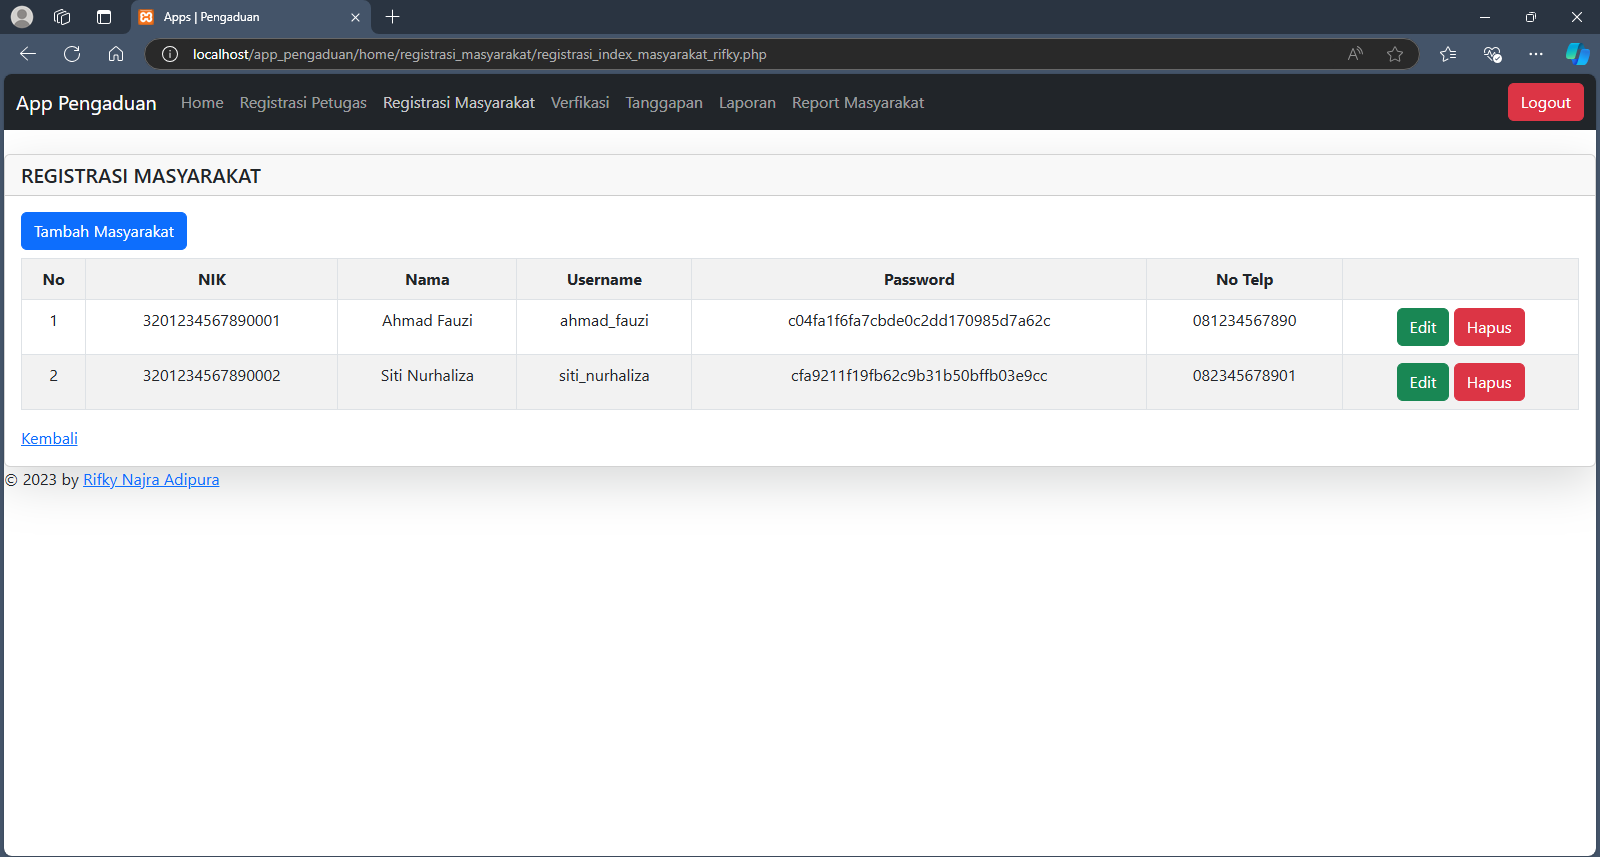 Apps | Pengaduan
localhost/app_pengaduan/home/registrasi_masyarakat/registrasi_index_masyarakat_rifky.php
App Pengaduan Home Registrasi Petugas Registrasi Masyarakat Verfikasi Tanggapan Laporan Report Masyarakat Logout
REGISTRASI MASYARAKAT
Tambah Masyarakat
No NIK Nama Username Password No Telp
1 3201234567890001 Ahmad Fauzi ahmad_fauzi c04fa1f6fa7cbde0c2dd170985d7a62c 081234567890 Edit Hapus
2 3201234567890002 Siti Nurhaliza siti_nurhaliza cfa9211f19fb62c9b31b50bffb03e9cc 082345678901 Edit Hapus
Kembali
© 2023 by Rifky Najra Adipura